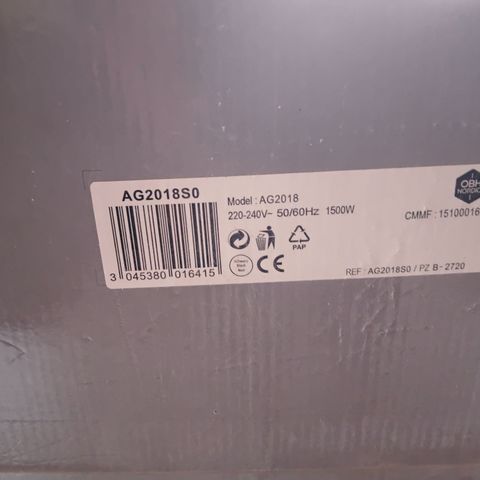 AG2018S0
Model : AG2018
220-240V~ 50/60Hz 1500W
OBH
NORDICA
CMMF : 15100016
PAP
3 045380 016415
REF : AG2018S0 / PZ B - 2720